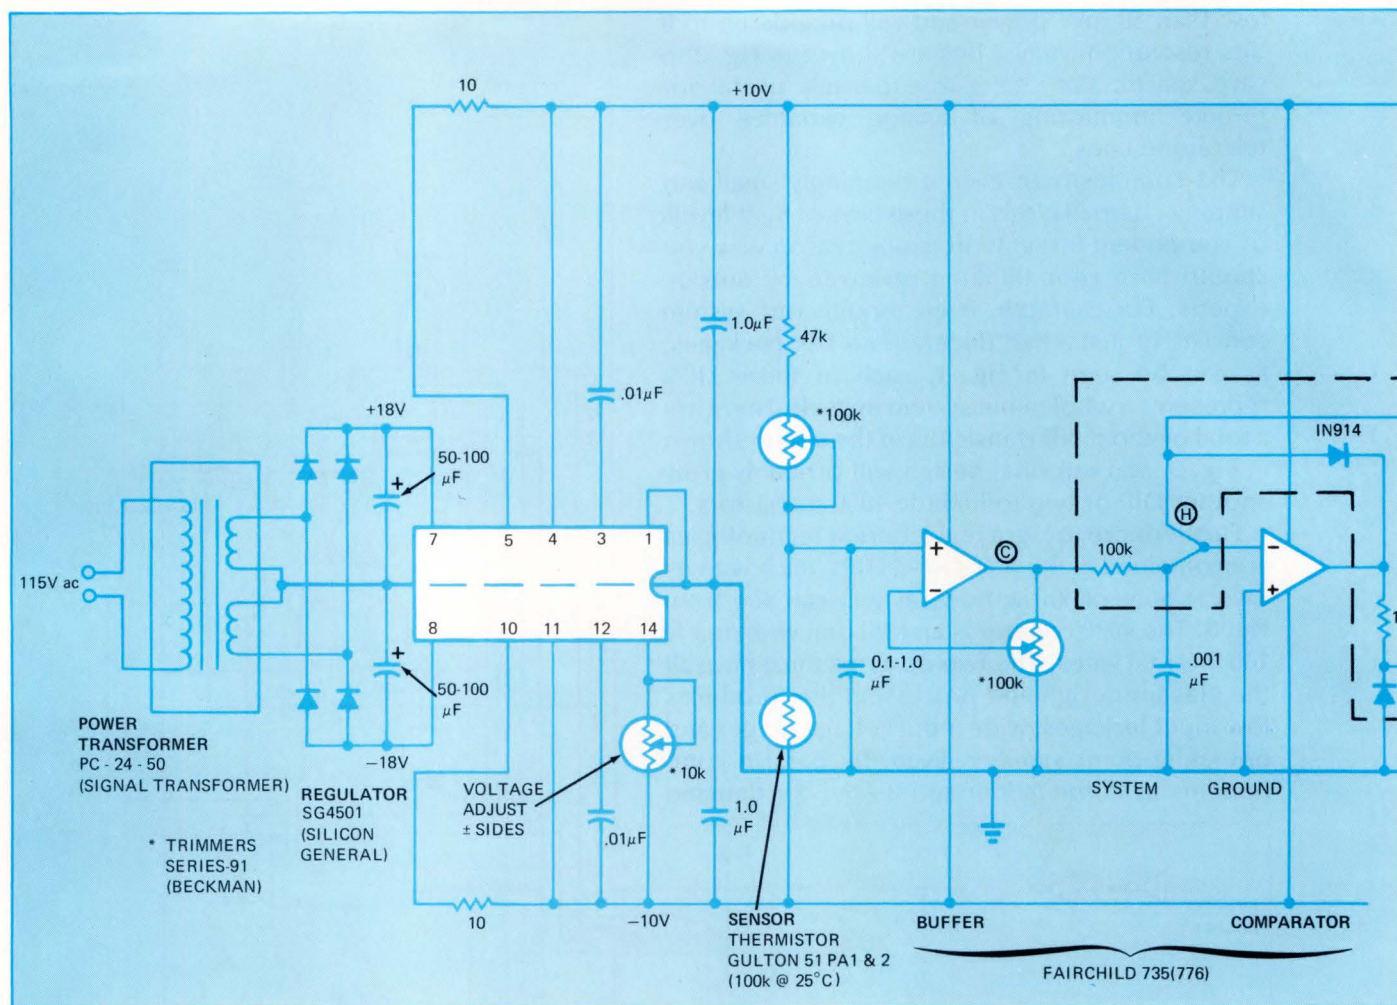 10
+10V
1.0µF
47k
.01µF
*100k
+18V
50-100
µF
+
IN914
7
5
4
3
1
H
C
115V ac
100k
+
−
−
+
8
10
11
12
14
+
50-100
µF
0.1-1.0
µF
*100k
.001
µF
1
POWER
TRANSFORMER
PC - 24 - 50
(SIGNAL TRANSFORMER)
−18V
REGULATOR
SG4501
(SILICON
GENERAL)
VOLTAGE
ADJUST
± SIDES
* 10k
.01µF
1.0
µF
SYSTEM GROUND
* TRIMMERS
SERIES-91
(BECKMAN)
10
−10V
SENSOR
THERMISTOR
GULTON 51 PA1 & 2
(100k @ 25°C)
BUFFER
COMPARATOR
FAIRCHILD 735(776)